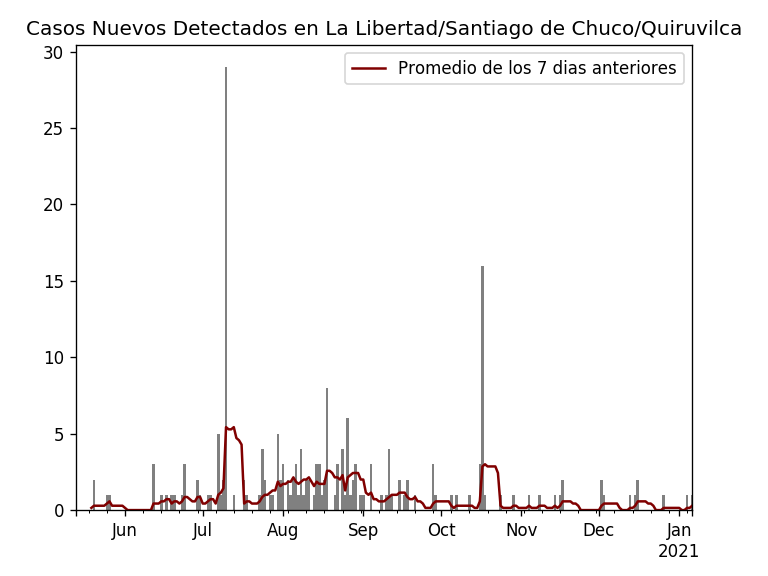 Casos Nuevos Detectados en La Libertad/Santiago de Chuco/Quiruvilca
Promedio de los 7 dias anteriores
30
25
20
15
10
5
0
Jun Jul Aug Sep Oct Nov Dec Jan
2021